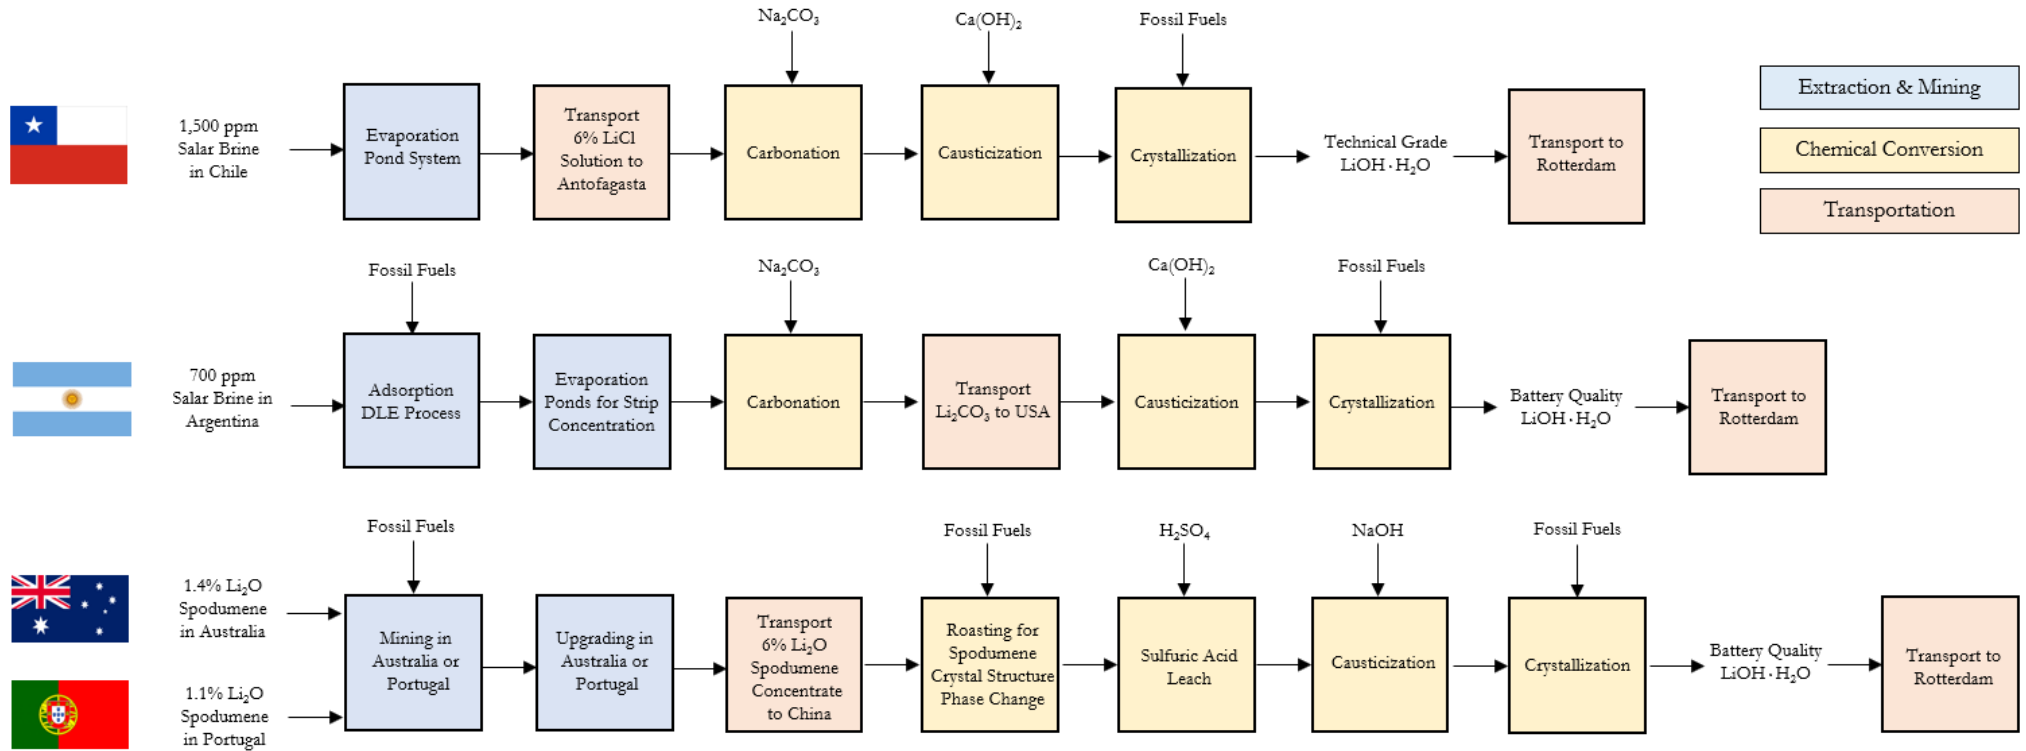 Na₂CO₃
Ca(OH)₂
Fossil Fuels
1,500 ppm
Salar Brine
in Chile
Evaporation
Pond System
Transport
6% LiCl
Solution to
Antofagasta
Carbonation
Causticization
Crystallization
Technical Grade
LiOH·H₂O
Transport to
Rotterdam
Extraction & Mining
Chemical Conversion
Transportation
Fossil Fuels
Na₂CO₃
Ca(OH)₂
Fossil Fuels
700 ppm
Salar Brine in
Argentina
Adsorption
DLE Process
Evaporation
Ponds for Strip
Concentration
Carbonation
Transport
Li₂CO₃ to USA
Causticization
Crystallization
Battery Quality
LiOH·H₂O
Transport to
Rotterdam
Fossil Fuels
Fossil Fuels
H₂SO₄
NaOH
Fossil Fuels
1.4% Li₂O
Spodumene
in Australia
1.1% Li₂O
Spodumene
in Portugal
Mining in
Australia or
Portugal
Upgrading in
Australia or
Portugal
Transport
6% Li₂O
Spodumene
Concentrate
to China
Roasting for
Spodumene
Crystal Structure
Phase Change
Sulfuric Acid
Leach
Causticization
Crystallization
Battery Quality
LiOH·H₂O
Transport to
Rotterdam